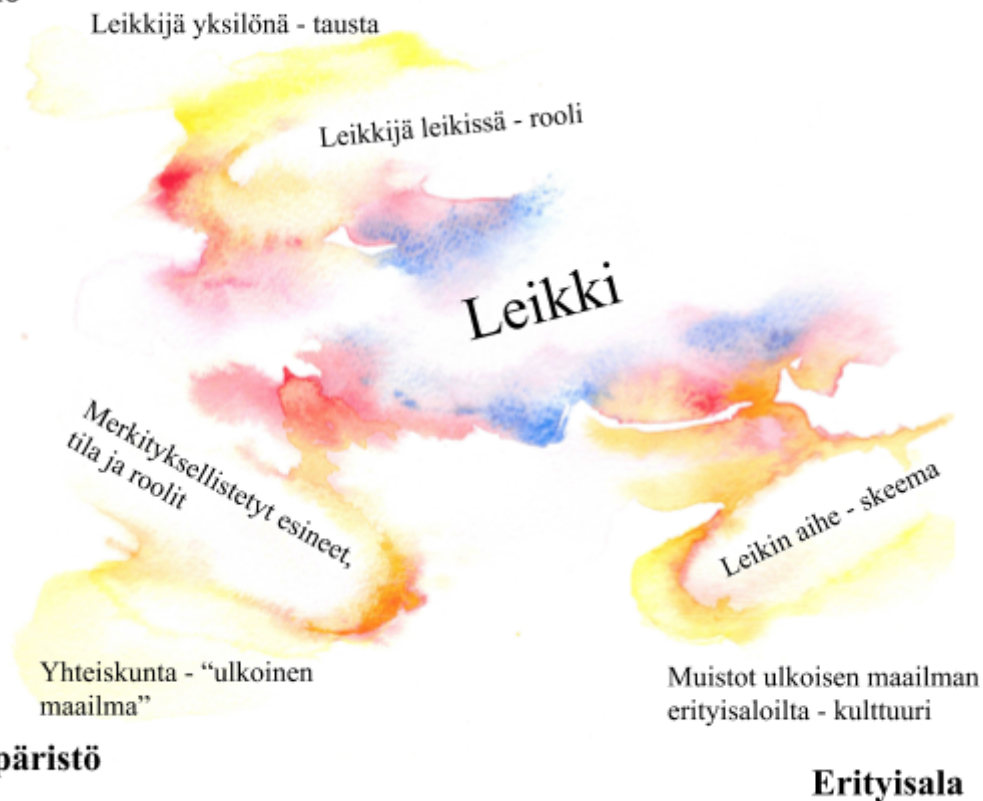 Leikkijä yksilönä - tausta
Leikkijä leikissä - rooli
Leikki
Merkityksellistetyt esineet,
tila ja roolit
Leikin aihe - skeema
Yhteiskunta - “ulkoinen
maailma”
Muistot ulkoisen maailman
erityisaloilta - kulttuuri
päristö
Erityisala